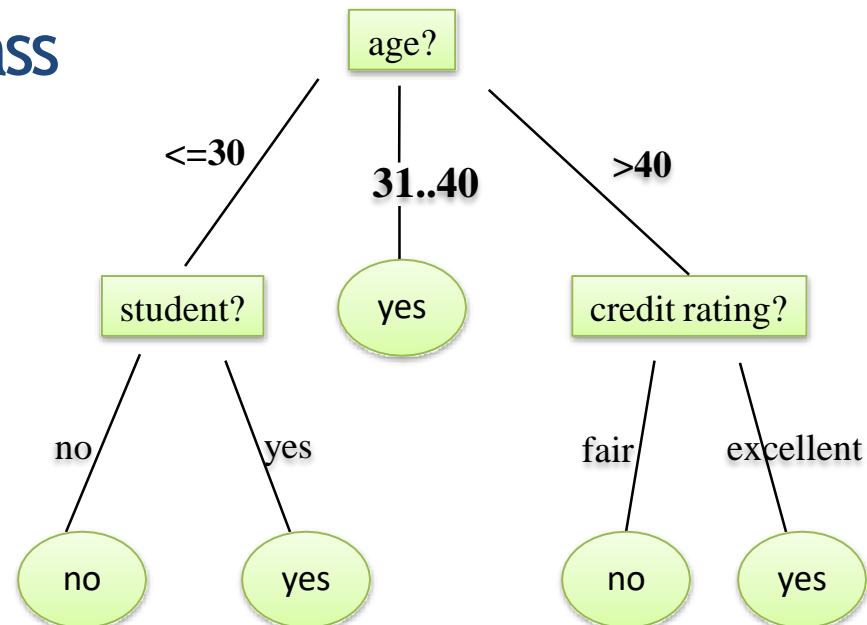 ass
age?
<=30
31..40
>40
student?
yes
credit rating?
no
yes
fair
excellent
no
yes
no
yes